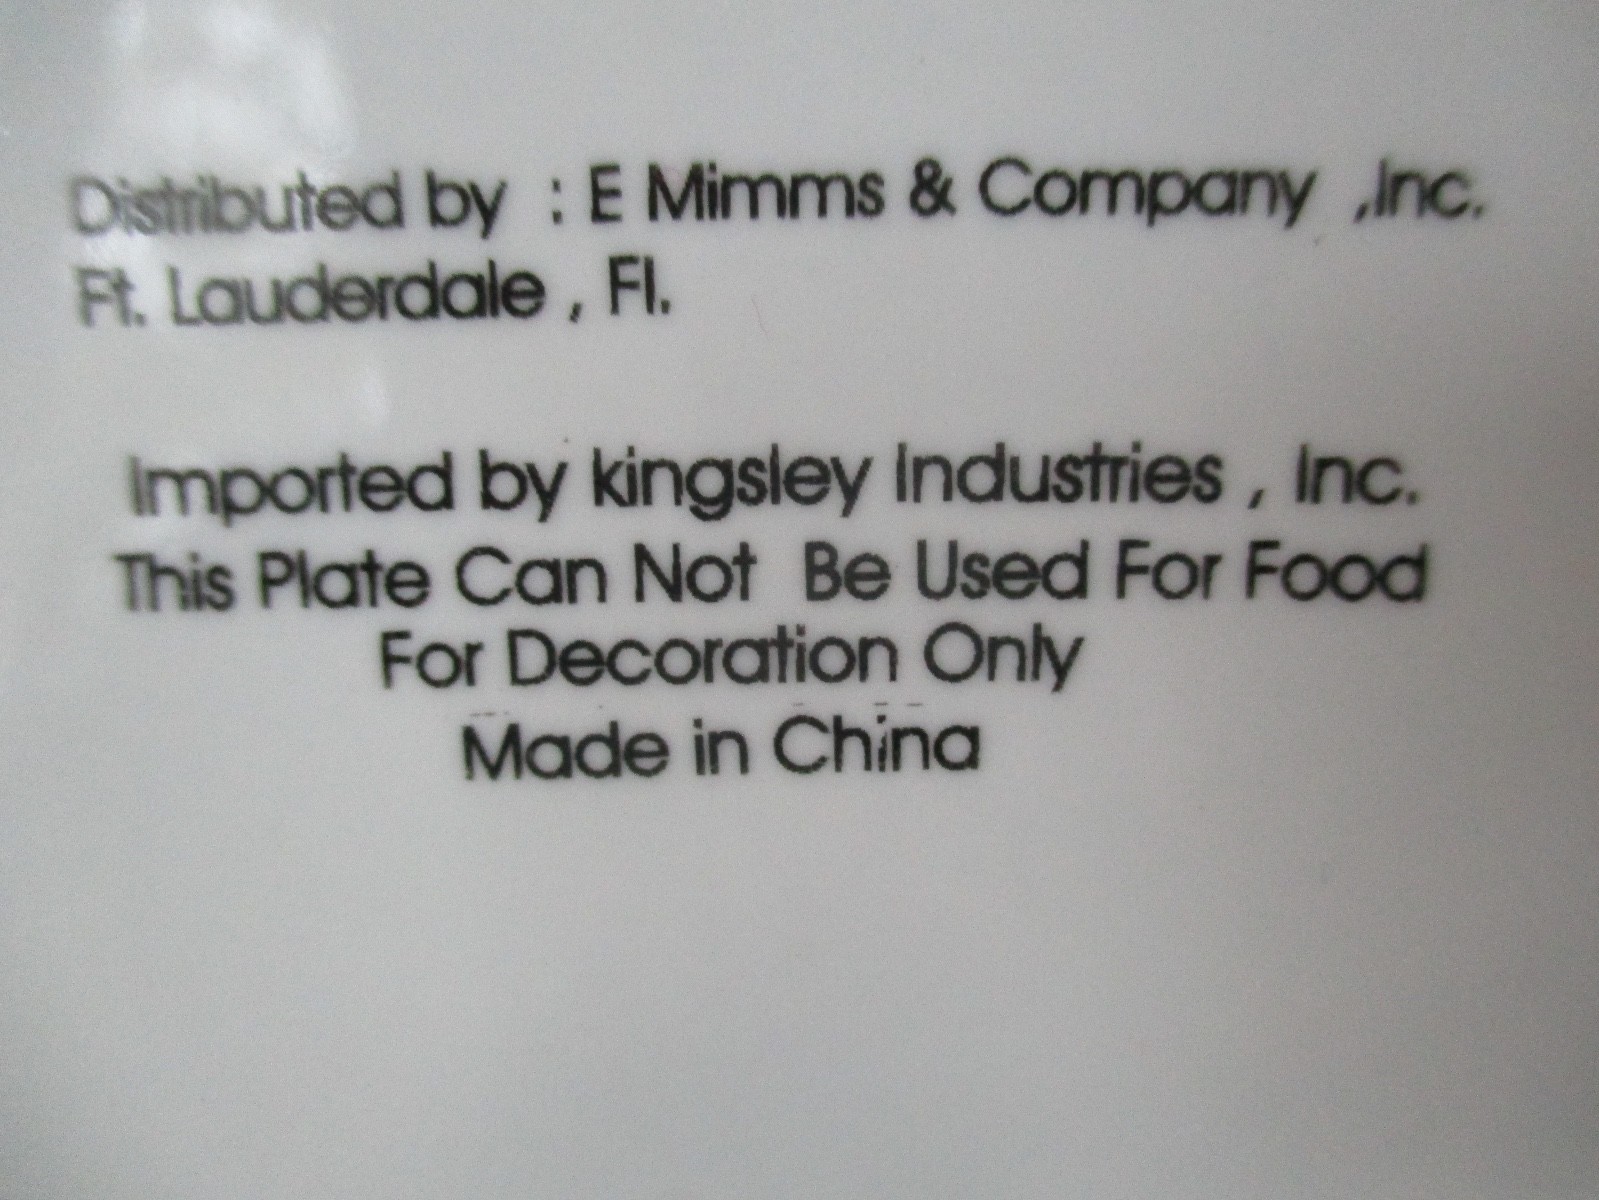 Distributed by : E Mimms & Company ,Inc.
Ft. Lauderdale , Fl.
Imported by kingsley Industries , Inc.
This Plate Can Not Be Used For Food
For Decoration Only
Made in China